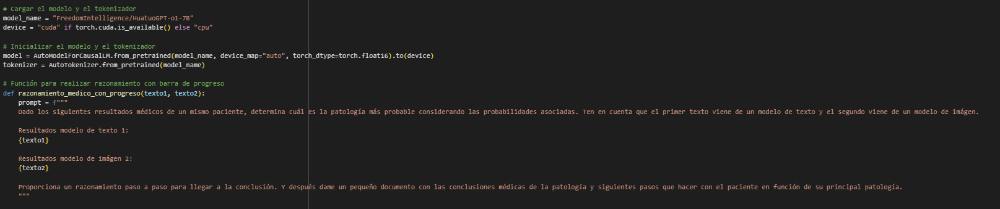 # Cargar el modelo y el tokenizador
model_name = "FreedomIntelligence/HuatuoGPT-o1-7B"
device = "cuda" if torch.cuda.is_available() else "cpu"
# Inicializar el modelo y el tokenizador
model = AutoModelForCausalLM.from_pretrained(model_name, device_map="auto", torch_dtype=torch.float16).to(device)
tokenizer = AutoTokenizer.from_pretrained(model_name)
# Función para realizar razonamiento con barra de progreso
def razonamiento_medico_con_progreso(texto1, texto2):
    prompt = f"""
    Dado los siguientes resultados médicos de un mismo paciente, determina cuál es la patología más probable considerando las probabilidades asociadas. Ten en cuenta que el primer texto viene de un modelo de texto y el segundo viene de un modelo de imágen.
    Resultados modelo de texto 1:
    {texto1}
    Resultados modelo de imágen 2:
    {texto2}
    Proporciona un razonamiento paso a paso para llegar a la conclusión. Y después dame un pequeño documento con las conclusiones médicas de la patología y siguientes pasos que hacer con el paciente en función de su principal patología.
    """